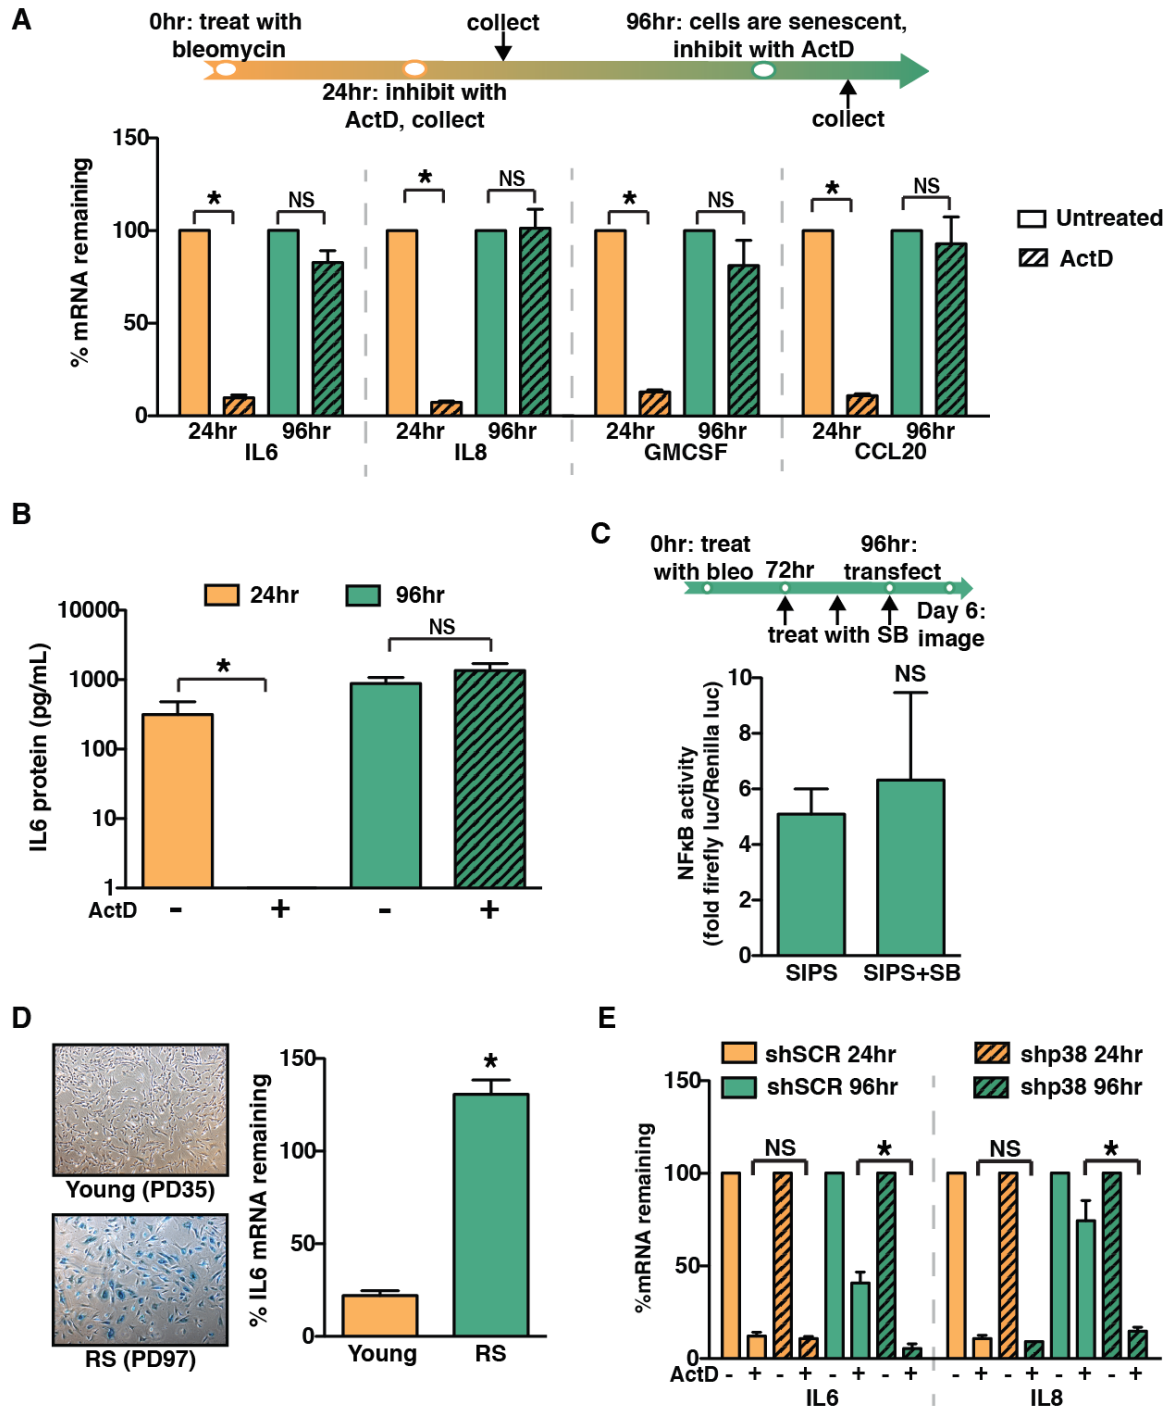 A
0hr: treat with
bleomycin
collect
96hr: cells are senescent,
inhibit with ActD
24hr: inhibit with
ActD, collect
collect
% mRNA remaining
150
100
50
0
*
NS
*
NS
*
NS
*
NS
Untreated
ActD
24hr 96hr 24hr 96hr 24hr 96hr 24hr 96hr
IL6 IL8 GMCSF CCL20
B
24hr 96hr
IL6 protein (pg/mL)
10000
1000
100
10
1
*
NS
ActD - + - +
C
0hr: treat
with bleo
72hr
96hr:
transfect
treat with SB
Day 6:
image
NFκB activity
(fold firefly luc/Renilla luc)
10
8
6
4
2
0
NS
SIPS SIPS+SB
D
Young (PD35)
RS (PD97)
% IL6 mRNA remaining
150
100
50
0
*
Young RS
E
shSCR 24hr
shSCR 96hr
shp38 24hr
shp38 96hr
%mRNA remaining
150
100
50
0
NS
*
NS
*
ActD - + - + - + - + - + - + - + - +
IL6 IL8